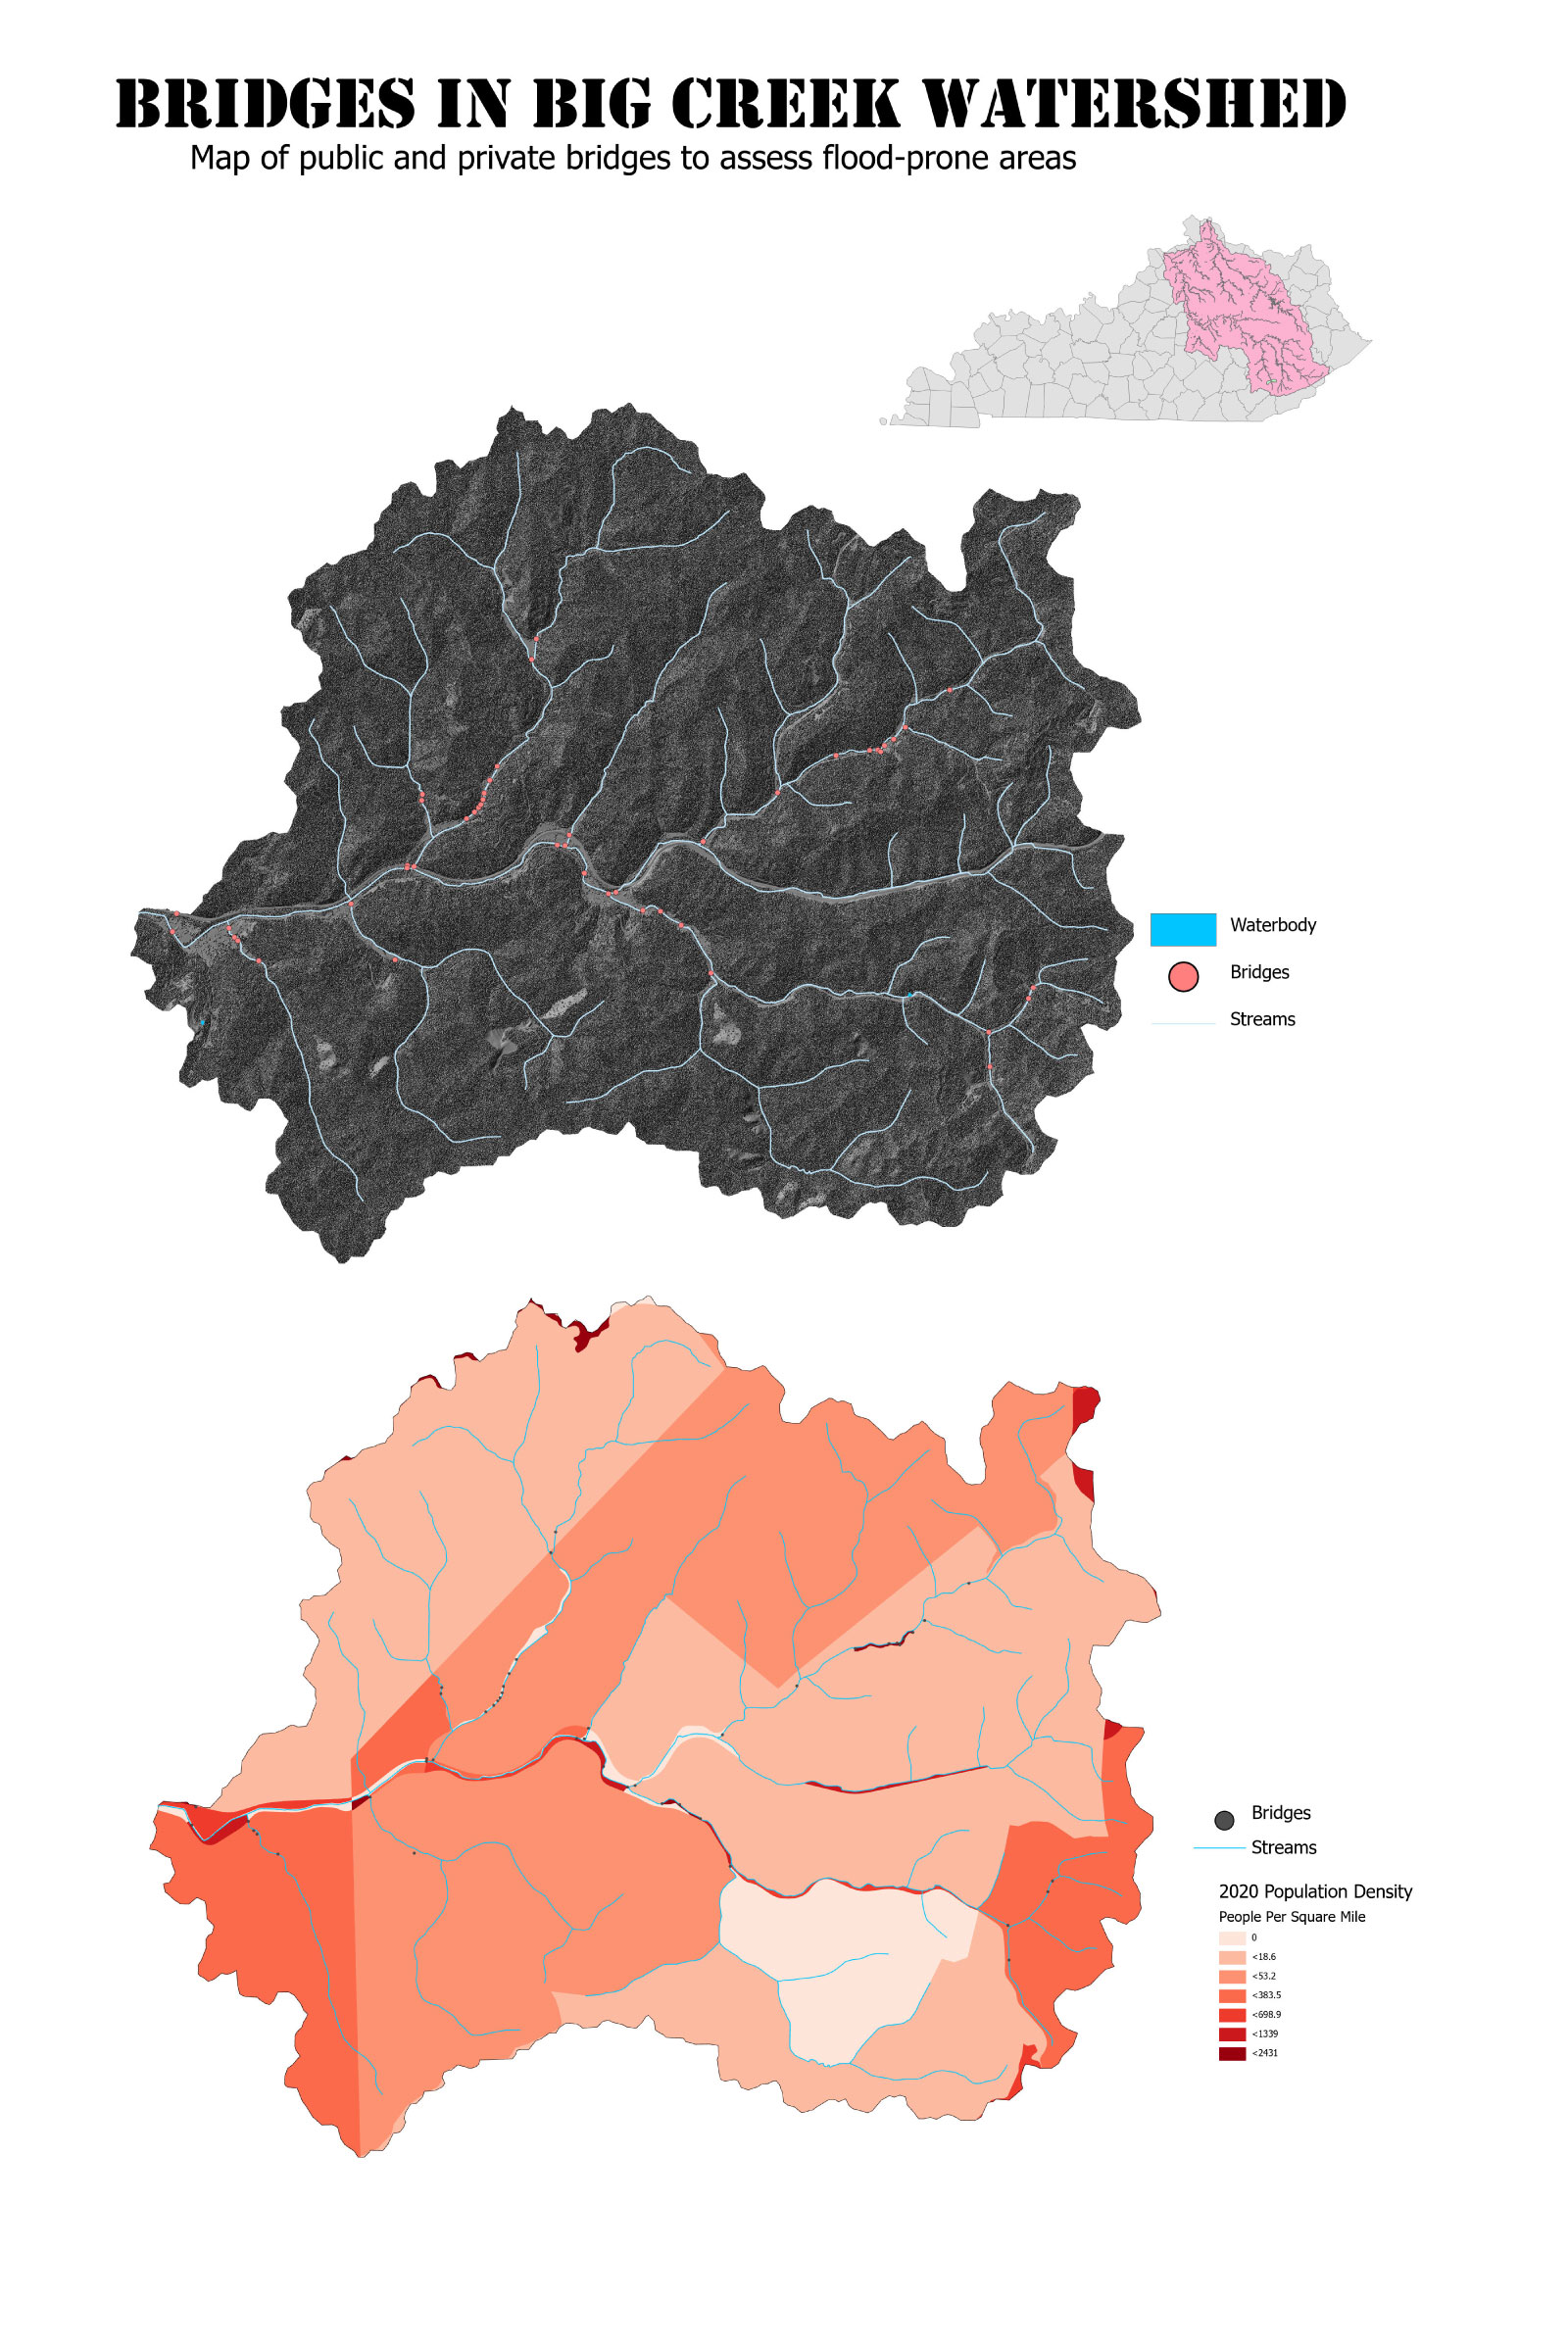 BRIDGES IN BIG CREEK WATERSHED
Map of public and private bridges to assess flood-prone areas
Waterbody
Bridges
Streams
Bridges
Streams
2020 Population Density
People Per Square Mile
0
<18.6
<53.2
<383.5
<698.9
<1339
<2431